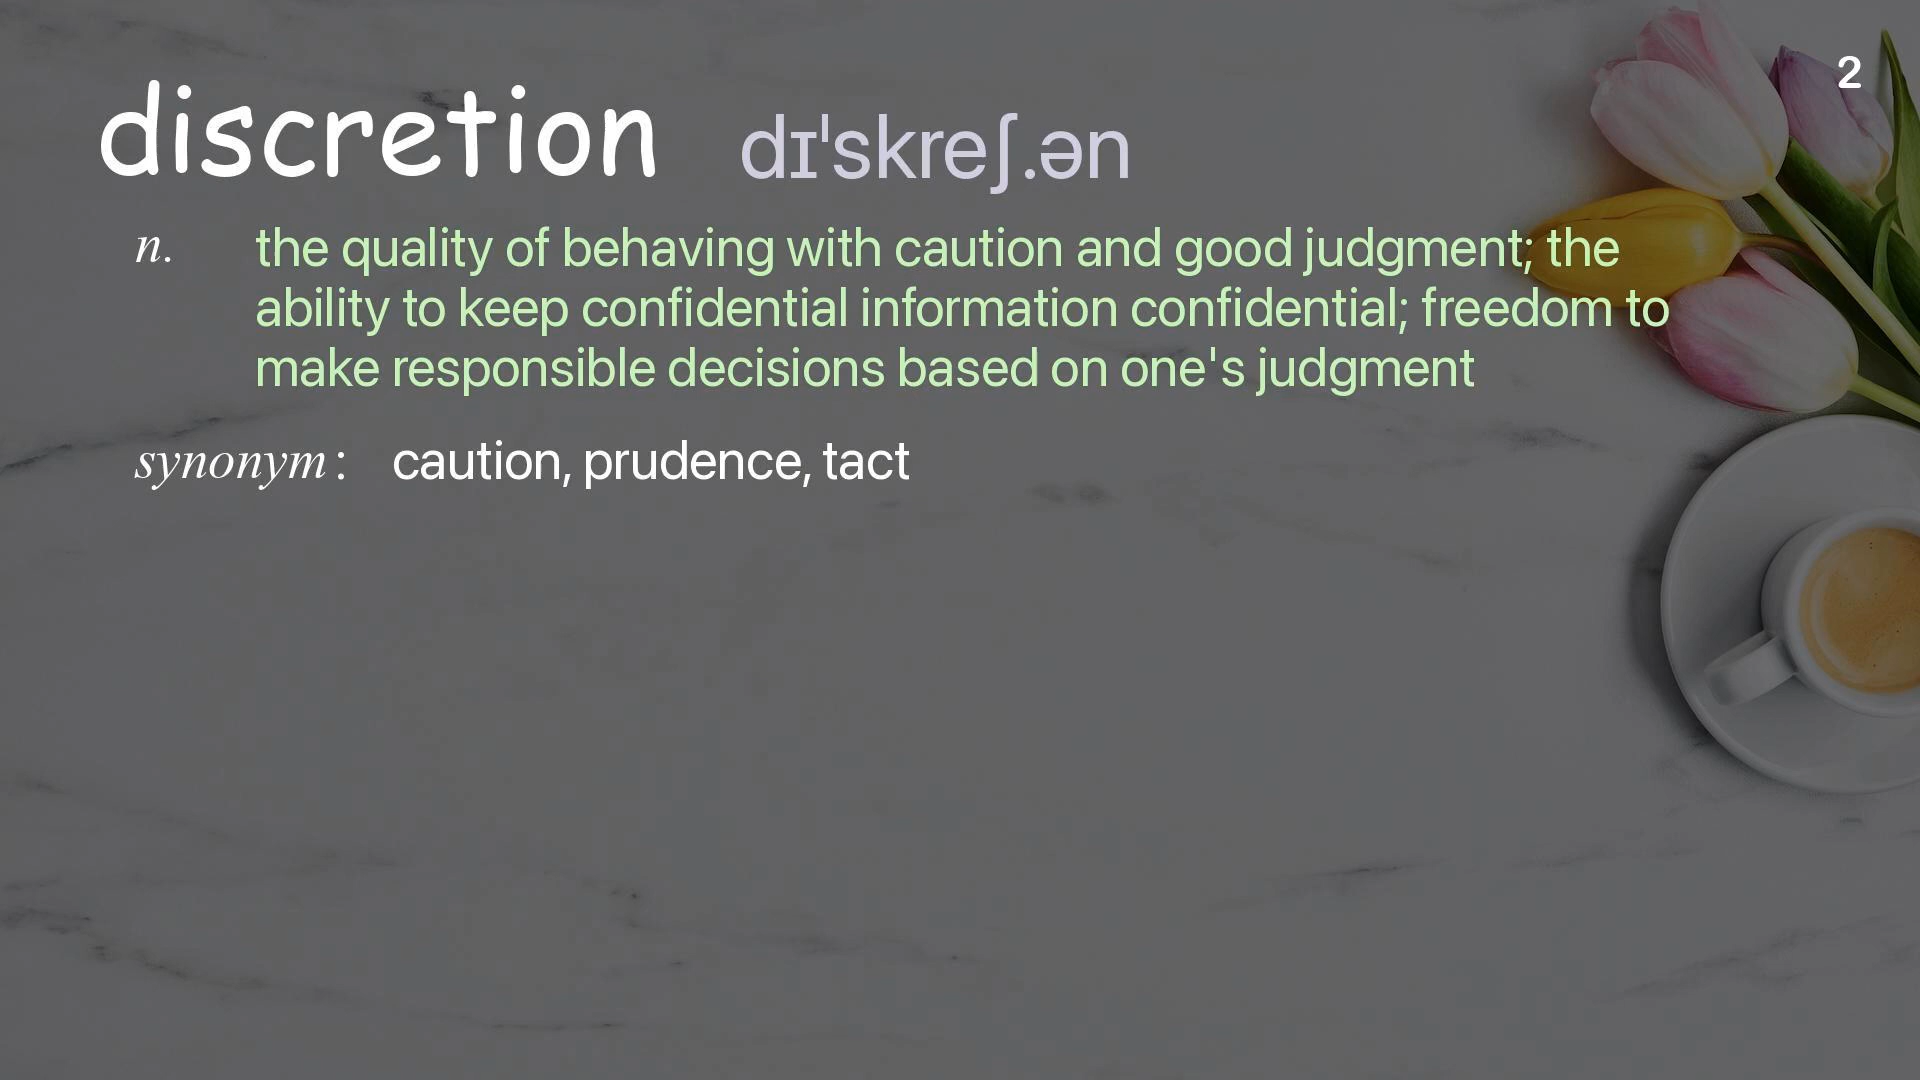 2
discretion dɪˈskreʃ.ən
n. the quality of behaving with caution and good judgment; the
ability to keep confidential information confidential; freedom to
make responsible decisions based on one's judgment
synonym: caution, prudence, tact